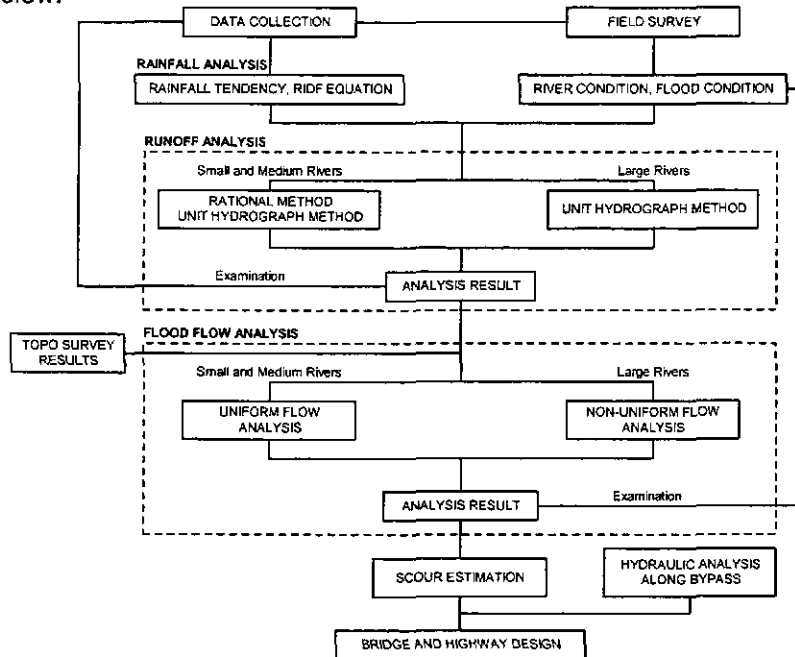 DATA COLLECTION
FIELD SURVEY
RAINFALL ANALYSIS
RAINFALL TENDENCY, RIDF EQUATION
RIVER CONDITION, FLOOD CONDITION
RUNOFF ANALYSIS
Small and Medium Rivers
Large Rivers
RATIONAL METHOD
UNIT HYDROGRAPH METHOD
UNIT HYDROGRAPH METHOD
Examination
ANALYSIS RESULT
FLOOD FLOW ANALYSIS
TOPO SURVEY
RESULTS
Small and Medium Rivers
Large Rivers
UNIFORM FLOW
ANALYSIS
NON-UNIFORM FLOW
ANALYSIS
ANALYSIS RESULT
Examination
SCOUR ESTIMATION
HYDRAULIC ANALYSIS
ALONG BYPASS
BRIDGE AND HIGHWAY DESIGN